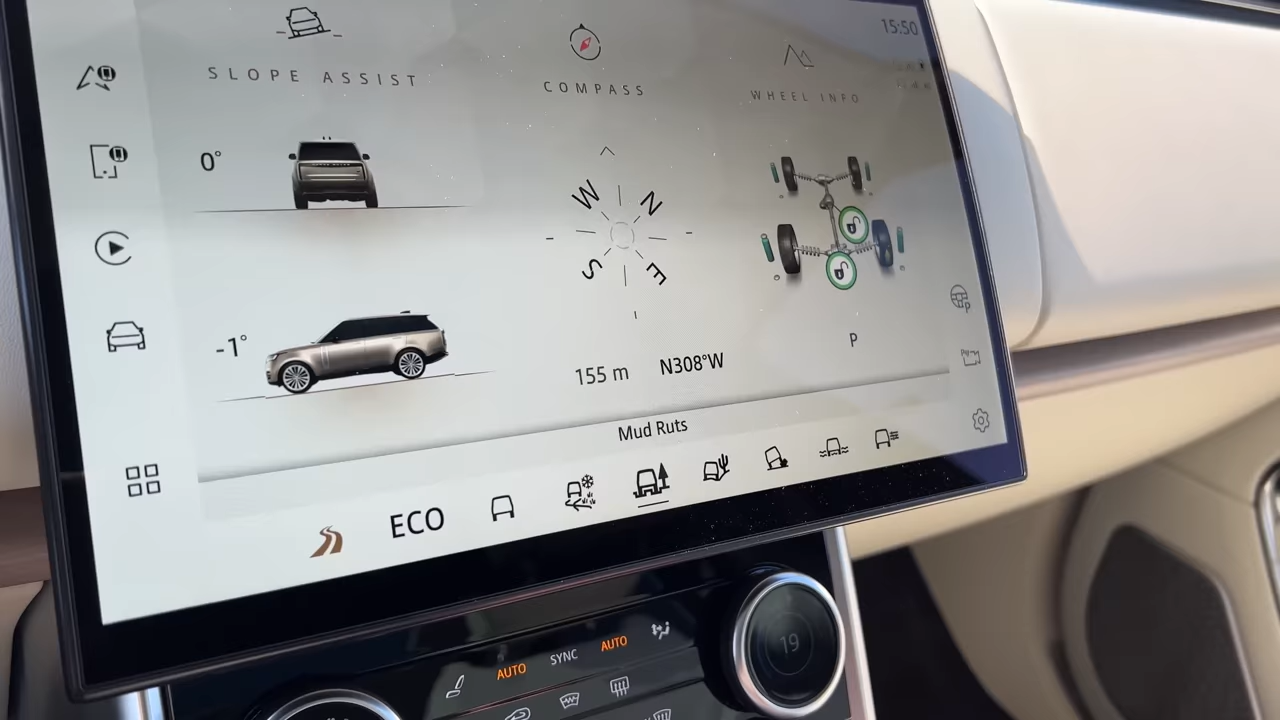 15:50
SLOPE ASSIST
COMPASS
WHEEL INFO
0°
W
N
S
E
-1°
P
155 m
N308°W
Mud Ruts
ECO
AUTO
SYNC
AUTO
19